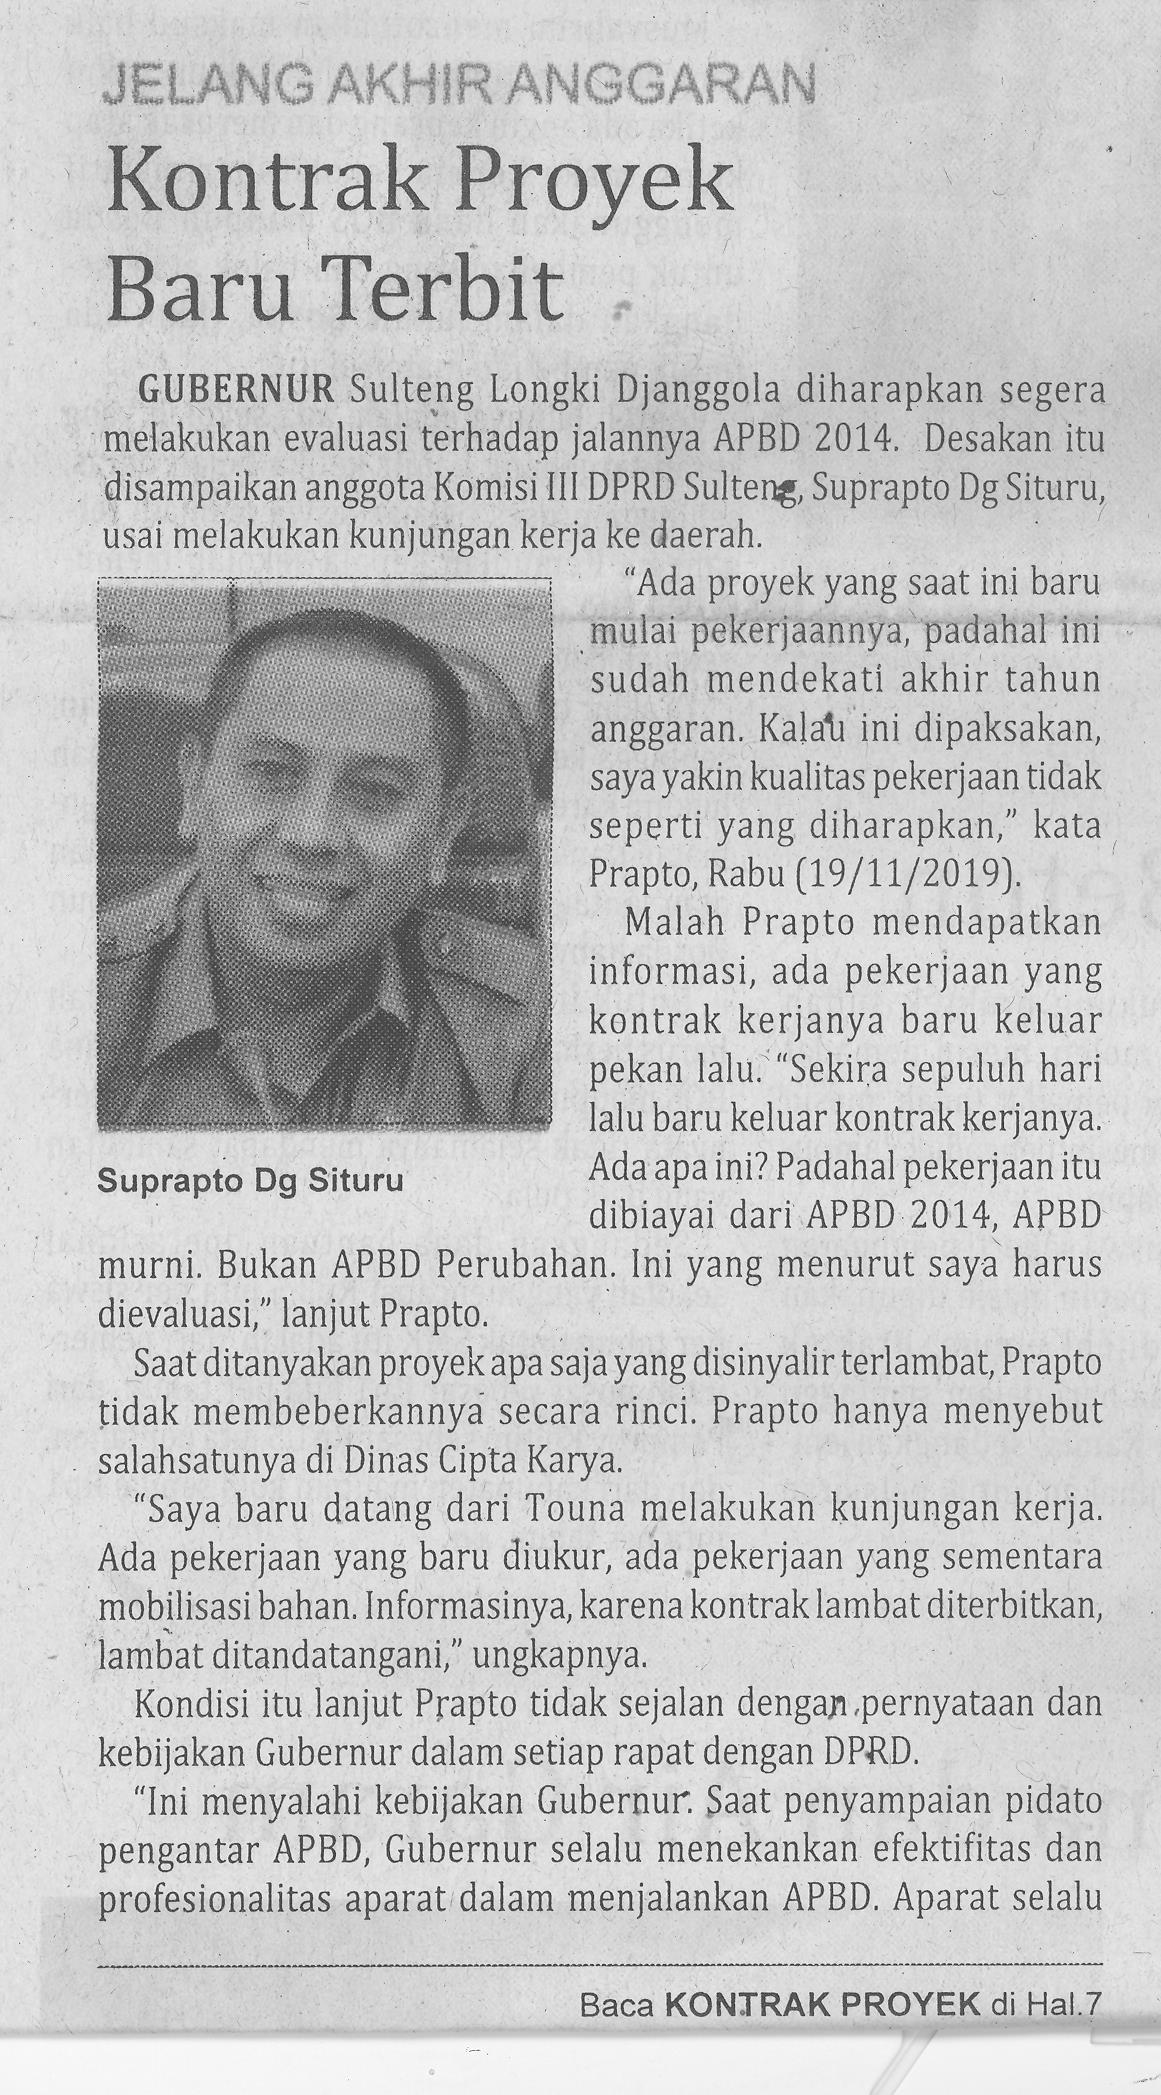 JELANG AKHIR ANGGARAN
Kontrak Proyek
Baru Terbit
GUBERNUR Sulteng Longki Djanggola diharapkan segera
melakukan evaluasi terhadap jalannya APBD 2014. Desakan itu
disampaikan anggota Komisi III DPRD Sulteng, Suprapto Dg Situru,
usai melakukan kunjungan kerja ke daerah.
“Ada proyek yang saat ini baru
mulai pekerjaannya, padahal ini
sudah mendekati akhir tahun
anggaran. Kalau ini dipaksakan,
saya yakin kualitas pekerjaan tidak
seperti yang diharapkan,” kata
Prapto, Rabu (19/11/2019).
Malah Prapto mendapatkan
informasi, ada pekerjaan yang
kontrak kerjanya baru keluar
pekan lalu. “Sekira sepuluh hari
lalu baru keluar kontrak kerjanya.
Ada apa ini? Padahal pekerjaan itu
dibiayai dari APBD 2014, APBD
Suprapto Dg Situru
murni. Bukan APBD Perubahan. Ini yang menurut saya harus
dievaluasi,” lanjut Prapto.
Saat ditanyakan proyek apa saja yang disinyalir terlambat, Prapto
tidak membeberkannya secara rinci. Prapto hanya menyebut
salahsatunya di Dinas Cipta Karya.
“Saya baru datang dari Touna melakukan kunjungan kerja.
Ada pekerjaan yang baru diukur, ada pekerjaan yang sementara
mobilisasi bahan. Informasinya, karena kontrak lambat diterbitkan,
lambat ditandatangani,” ungkapnya.
Kondisi itu lanjut Prapto tidak sejalan dengan pernyataan dan
kebijakan Gubernur dalam setiap rapat dengan DPRD.
“Ini menyalahi kebijakan Gubernur. Saat penyampaian pidato
pengantar APBD, Gubernur selalu menekankan efektifitas dan
profesionalitas aparat dalam menjalankan APBD. Aparat selalu
Baca KONTRAK PROYEK di Hal.7